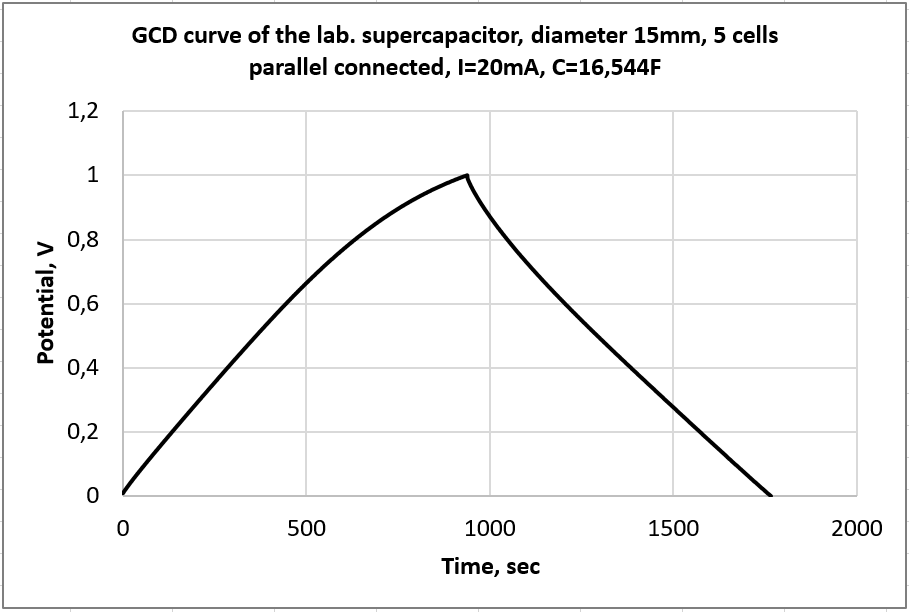 GCD curve of the lab. supercapacitor, diameter 15mm, 5 cells
parallel connected, I=20mA, C=16,544F
1,2
1
0,8
0,6
0,4
0,2
0
Potential, V
0 500 1000 1500 2000
Time, sec